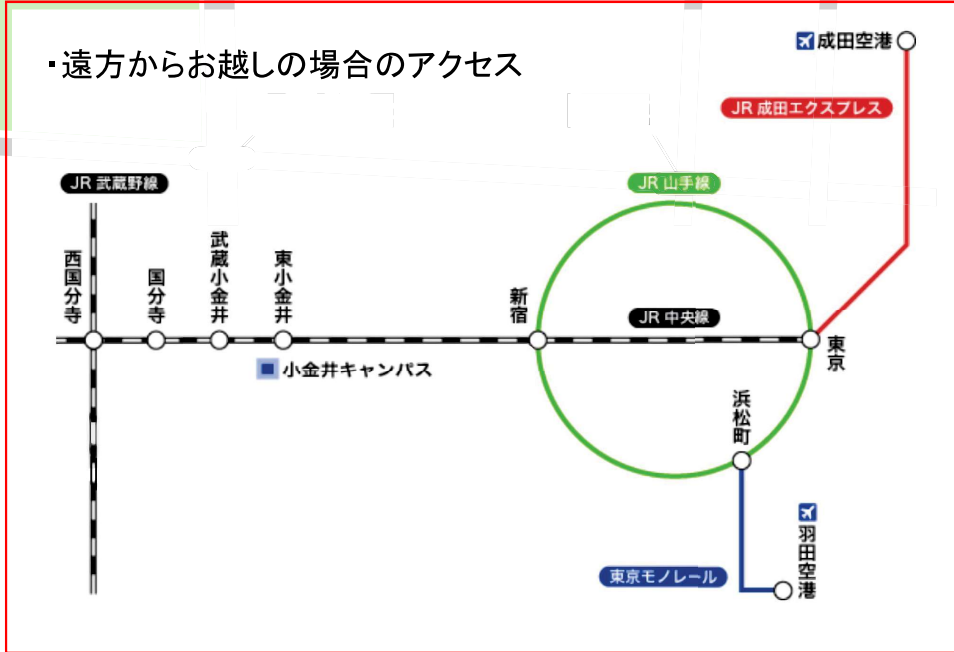 ・遠方からお越しの場合のアクセス
成田空港
JR 成田エクスプレス
JR 武蔵野線
JR 山手線
西国分寺
国分寺
武蔵小金井
東小金井
新宿
JR 中央線
東京
小金井キャンパス
浜松町
羽田空港
東京モノレール